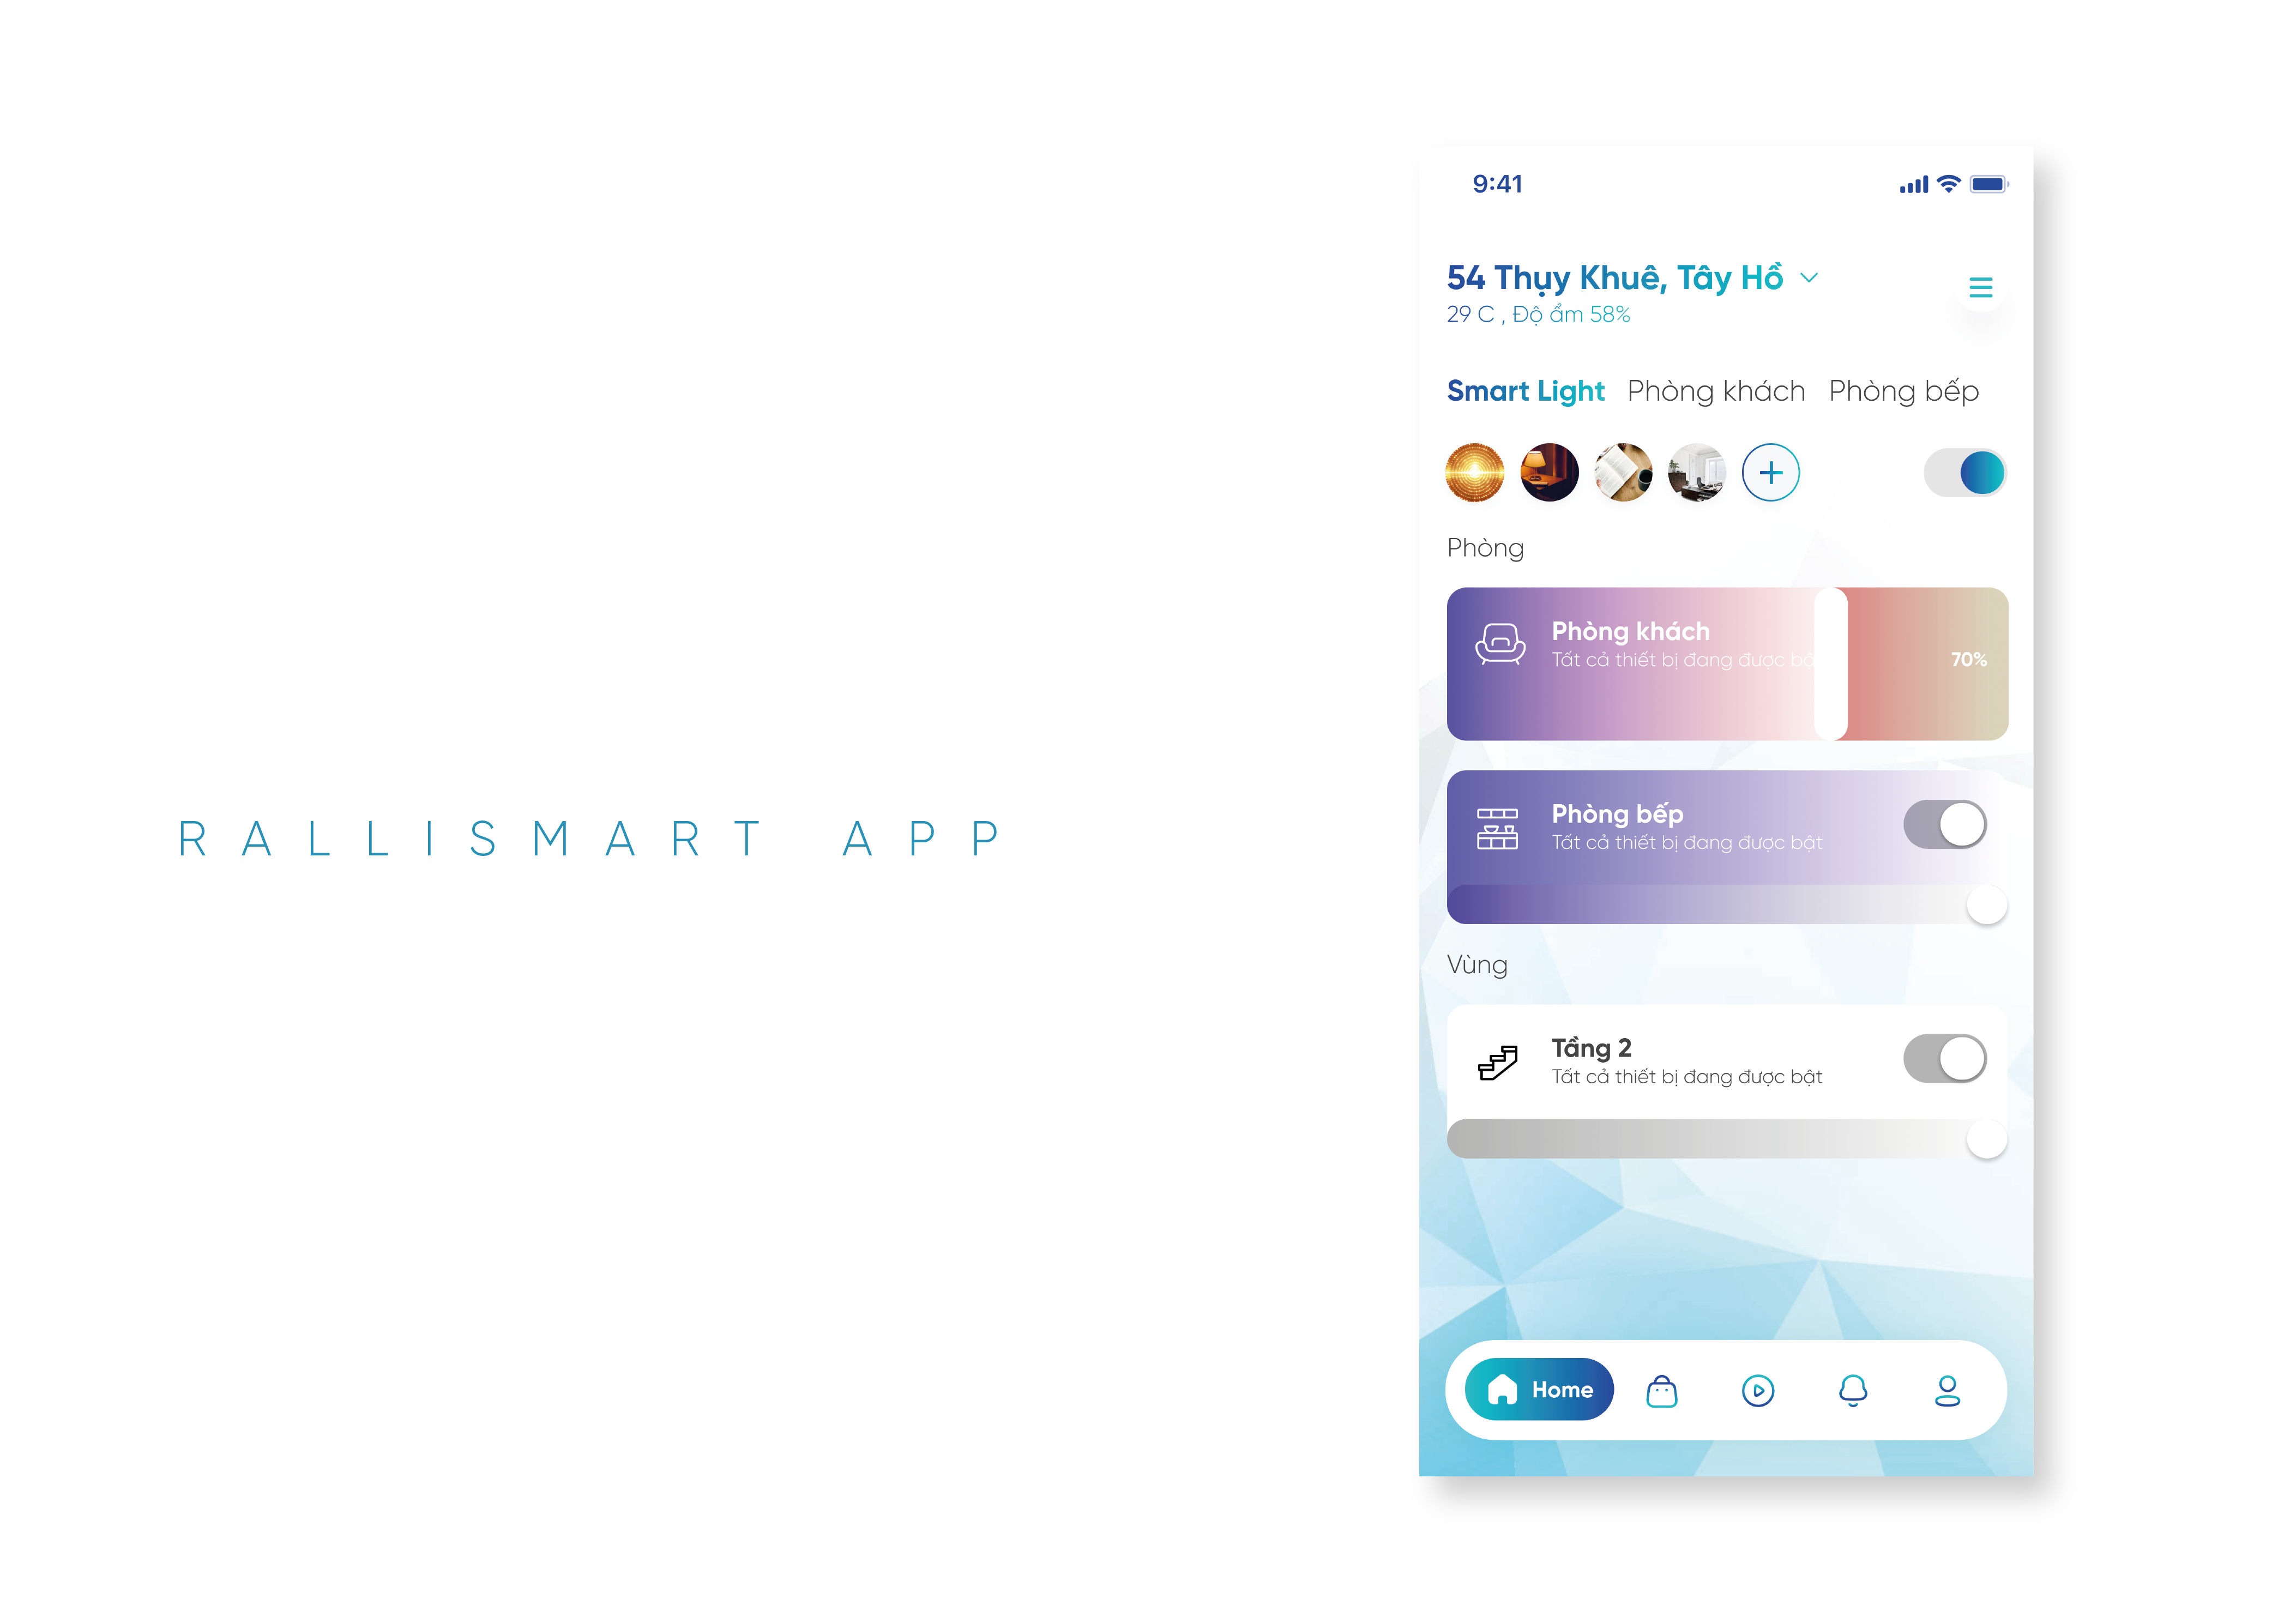 RALLISMART APP
9:41
54 Thụy Khuê, Tây Hồ
29 C , Độ ẩm 58%
Smart Light Phòng khách Phòng bếp
Phòng
Phòng khách
Tất cả thiết bị đang được bậ
70%
Phòng bếp
Tất cả thiết bị đang được bật
Vùng
Tầng 2
Tất cả thiết bị đang được bật
Home